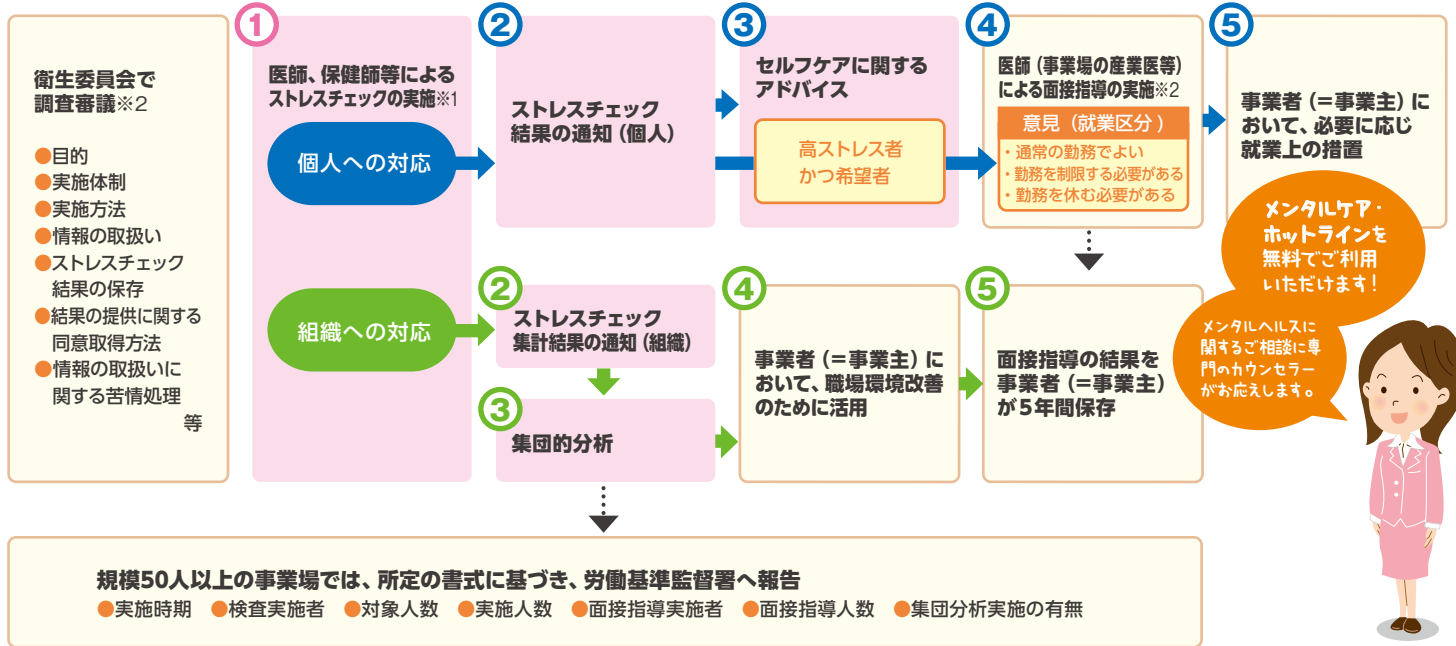 衛生委員会で
調査審議※2
●目的
●実施体制
●実施方法
●情報の取扱い
●ストレスチェック
結果の保存
●結果の提供に関する
同意取得方法
●情報の取扱いに
関する苦情処理
等
①
医師、保健師等による
ストレスチェックの実施※1
個人への対応
組織への対応
②
ストレスチェック
結果の通知（個人）
③
セルフケアに関する
アドバイス
高ストレス者
かつ希望者
④
医師（事業場の産業医等）
による面接指導の実施※2
意見（就業区分）
・通常の勤務でよい
・勤務を制限する必要がある
・勤務を休む必要がある
⑤
事業者（＝事業主）に
おいて、必要に応じ
就業上の措置
②
ストレスチェック
集計結果の通知（組織）
③
集団的分析
④
事業者（＝事業主）に
おいて、職場環境改善
のために活用
⑤
面接指導の結果を
事業者（＝事業主）
が5年間保存
メンタルケア・
ホットラインを
無料でご利用
いただけます！
メンタルヘルスに
関するご相談に専
門のカウンセラー
がお応えします。
規模50人以上の事業場では、所定の書式に基づき、労働基準監督署へ報告
●実施時期 ●検査実施者 ●対象人数 ●実施人数 ●面接指導実施者 ●面接指導人数 ●集団分析実施の有無